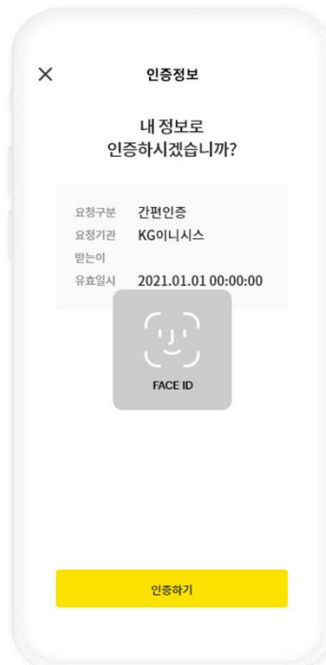 인증정보
내 정보로
인증하시겠습니까?
요청구분 간편인증
요청기관 KG이니시스
받는이
유효일시 2021.01.01 00:00:00
FACE ID
인증하기